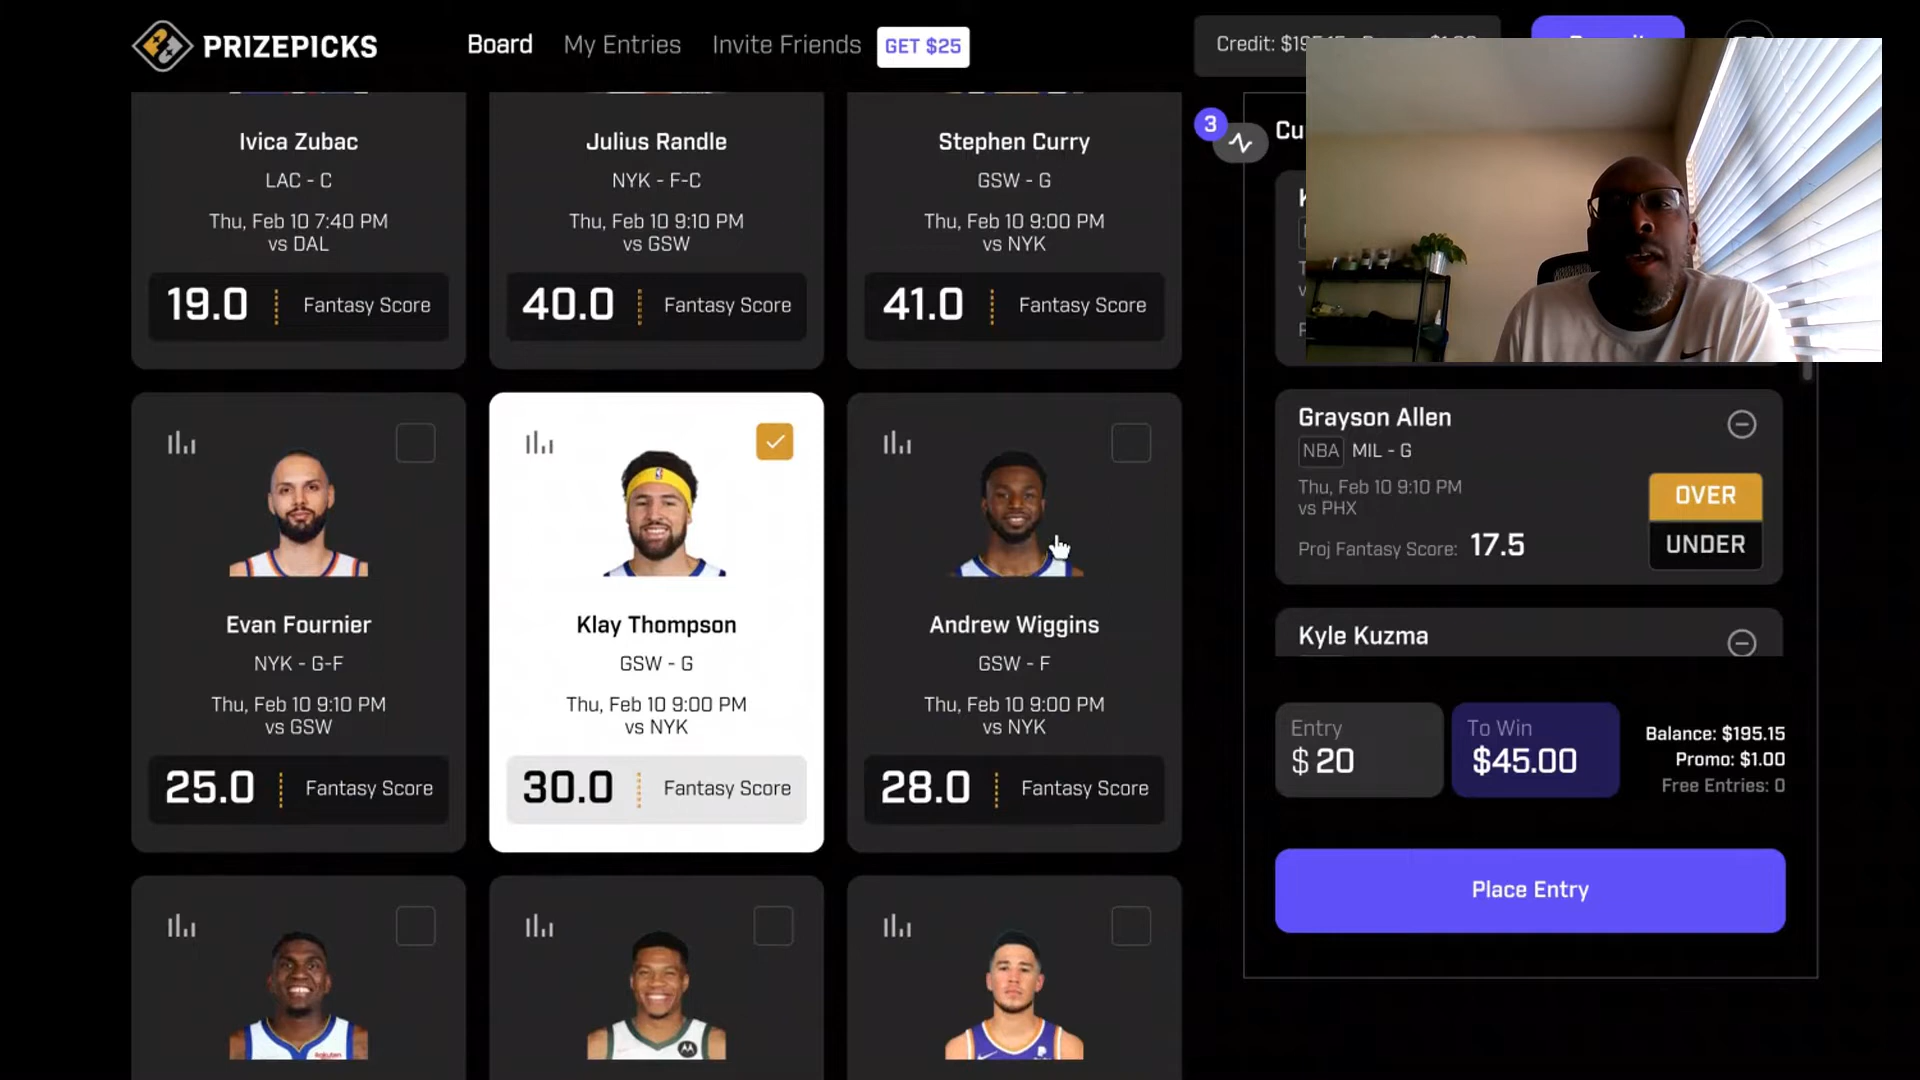 PRIZEPICKS
Board
My Entries
Invite Friends
GET $25
Ivica Zubac
LAC - C
Thu, Feb 10 7:40 PM
vs DAL
19.0
Fantasy Score
Julius Randle
NYK - F-C
Thu, Feb 10 9:10 PM
vs GSW
40.0
Fantasy Score
Stephen Curry
GSW - G
Thu, Feb 10 9:00 PM
vs NYK
41.0
Fantasy Score
Evan Fournier
NYK - G-F
Thu, Feb 10 9:10 PM
vs GSW
25.0
Fantasy Score
Klay Thompson
GSW - G
Thu, Feb 10 9:00 PM
vs NYK
30.0
Fantasy Score
Andrew Wiggins
GSW - F
Thu, Feb 10 9:00 PM
vs NYK
28.0
Fantasy Score
Credit:
3
Grayson Allen
NBA MIL - G
Thu, Feb 10 9:10 PM
vs PHX
Proj Fantasy Score: 17.5
OVER
UNDER
Kyle Kuzma
Entry
$ 20
To Win
$45.00
Balance: $195.15
Promo: $1.00
Free Entries: 0
Place Entry